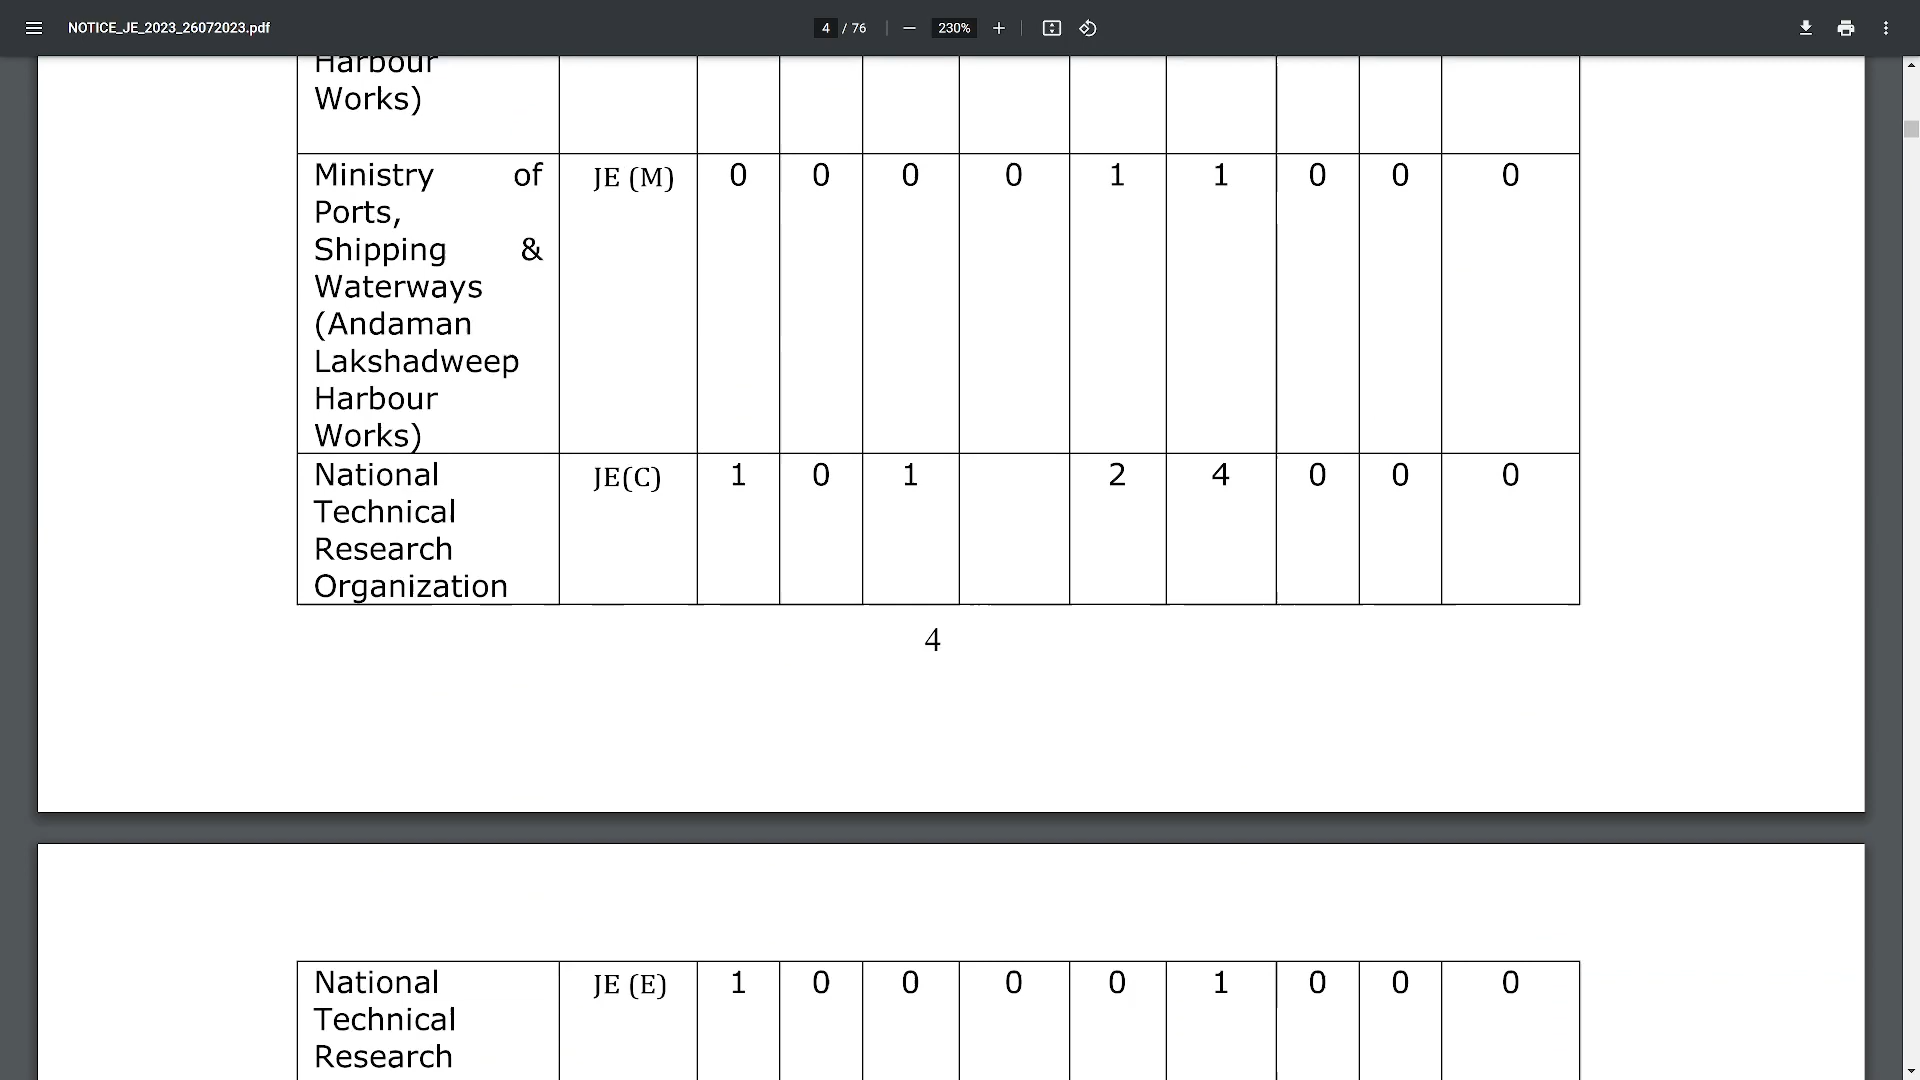 NOTICE_JE_2023_26072023.pdf
4 / 76
230%
Harbour
Works)
Ministry of JE (M) 0 0 0 0 1 1 0 0 0
Ports,
Shipping &
Waterways
(Andaman
Lakshadweep
Harbour
Works)
National JE(C) 1 0 1 2 4 0 0 0
Technical
Research
Organization
4
National JE (E) 1 0 0 0 0 1 0 0 0
Technical
Research